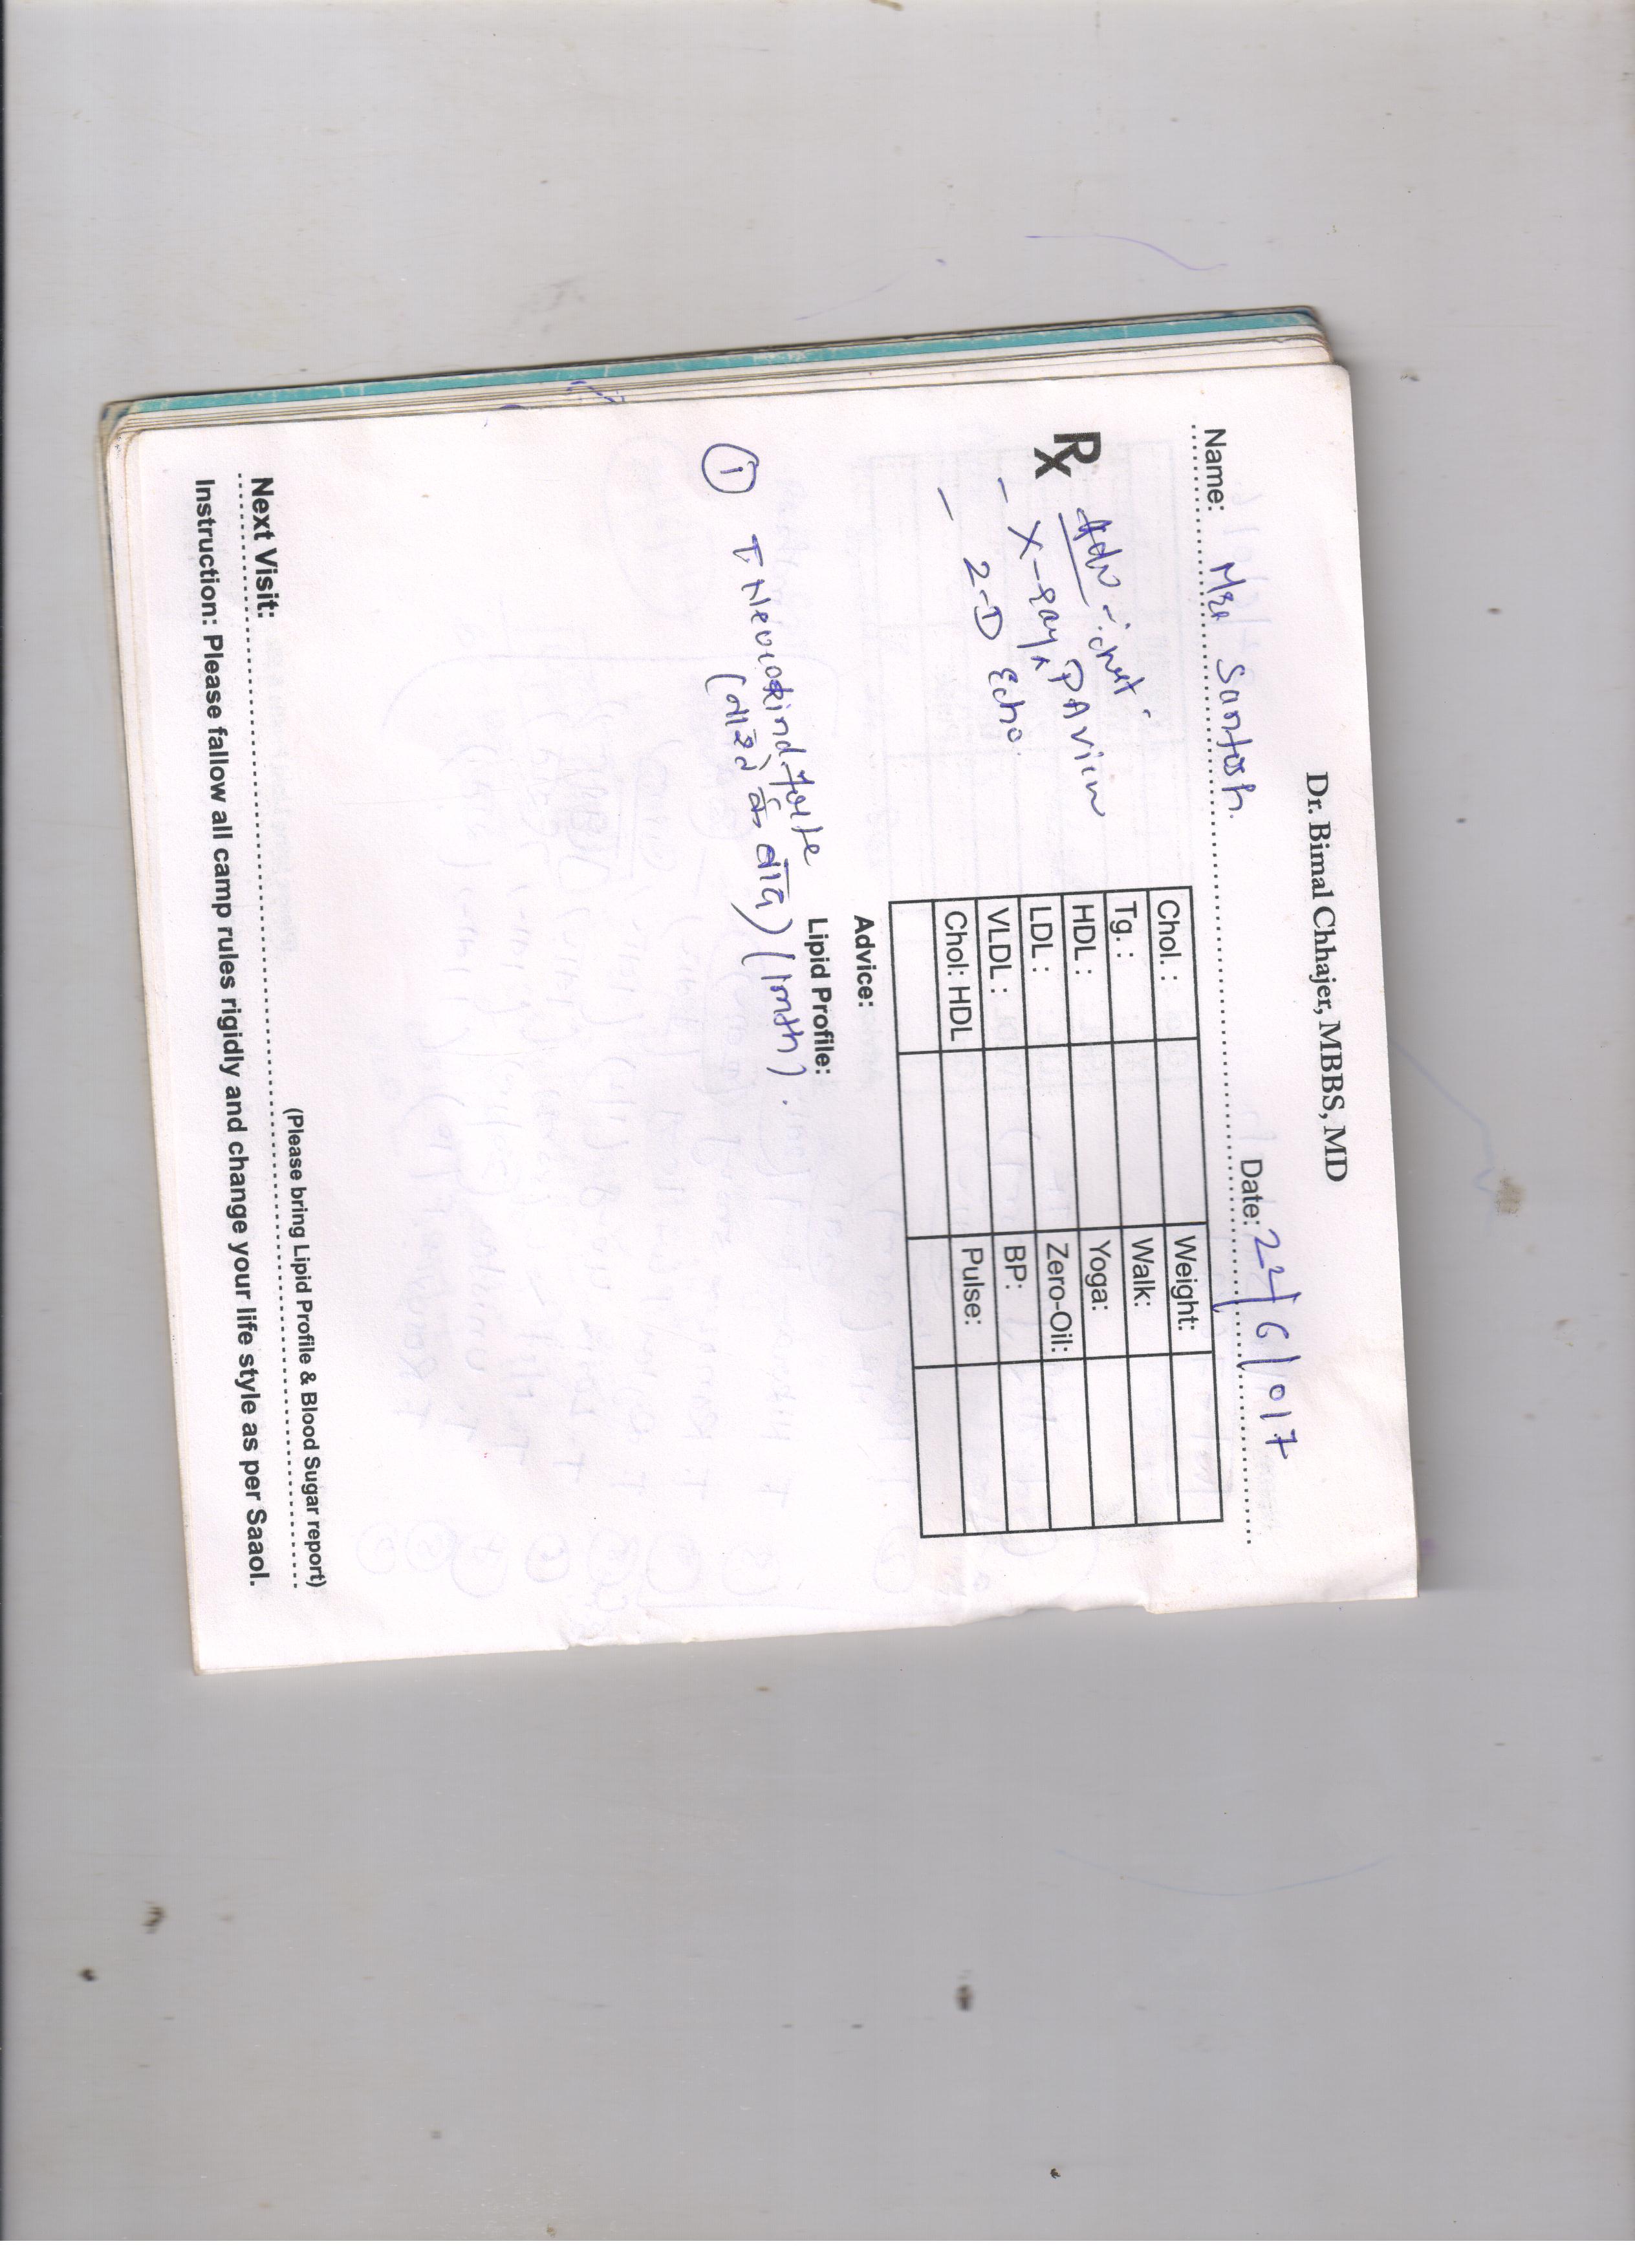 Dr. Bimal Chhajer, MBBS, MD
Name: Mrs Santosh. Date: 22/6/017
Rx Adv -: chest -
- X-ray, PA view
- 2-D Echo.
Chol. : Weight:
Tg. : Walk:
HDL : Yoga:
LDL : Zero-Oil:
VLDL : BP:
Chol: HDL Pulse:
Advice:
Lipid Profile:
① T. Neurokind forte
(नाश्ते के बाद) (1mth).
(Please bring Lipid Profile & Blood Sugar report)
Next Visit:
Instruction: Please fallow all camp rules rigidly and change your life style as per Saaol.